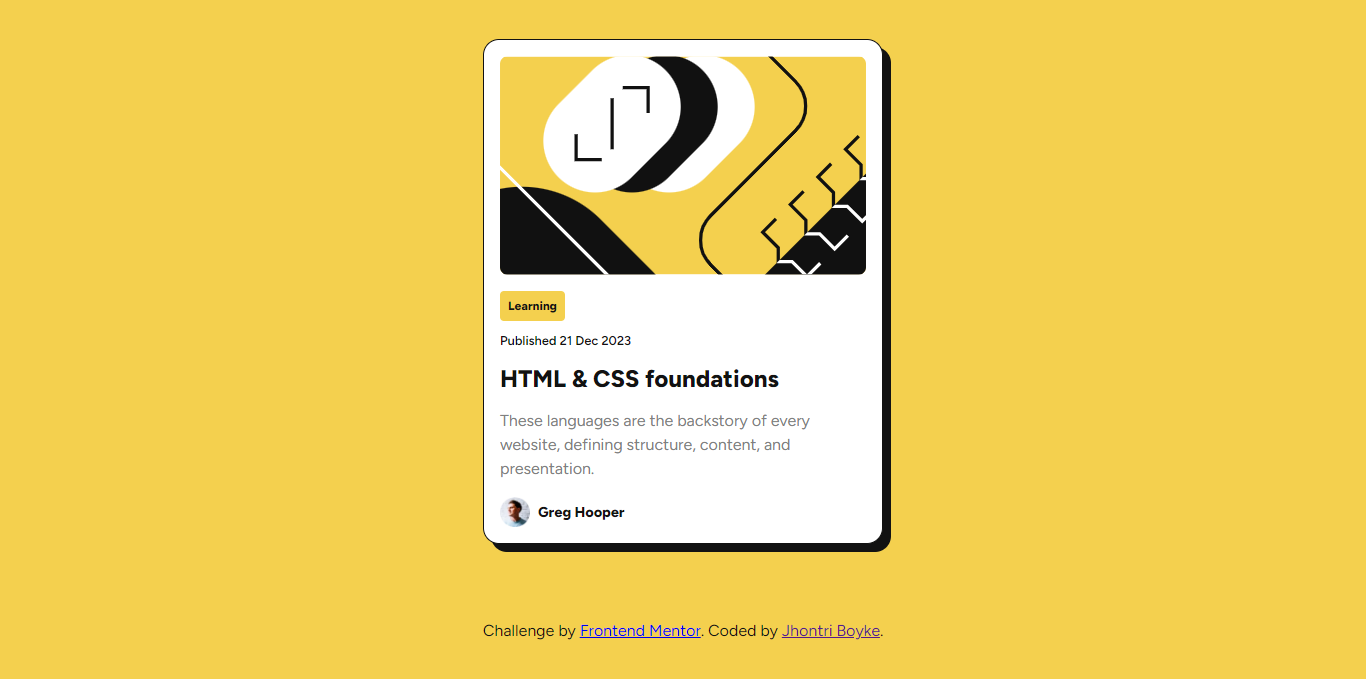 Learning
Published 21 Dec 2023
HTML & CSS foundations
These languages are the backstory of every
website, defining structure, content, and
presentation.
Greg Hooper
Challenge by Frontend Mentor. Coded by Jhontri Boyke.